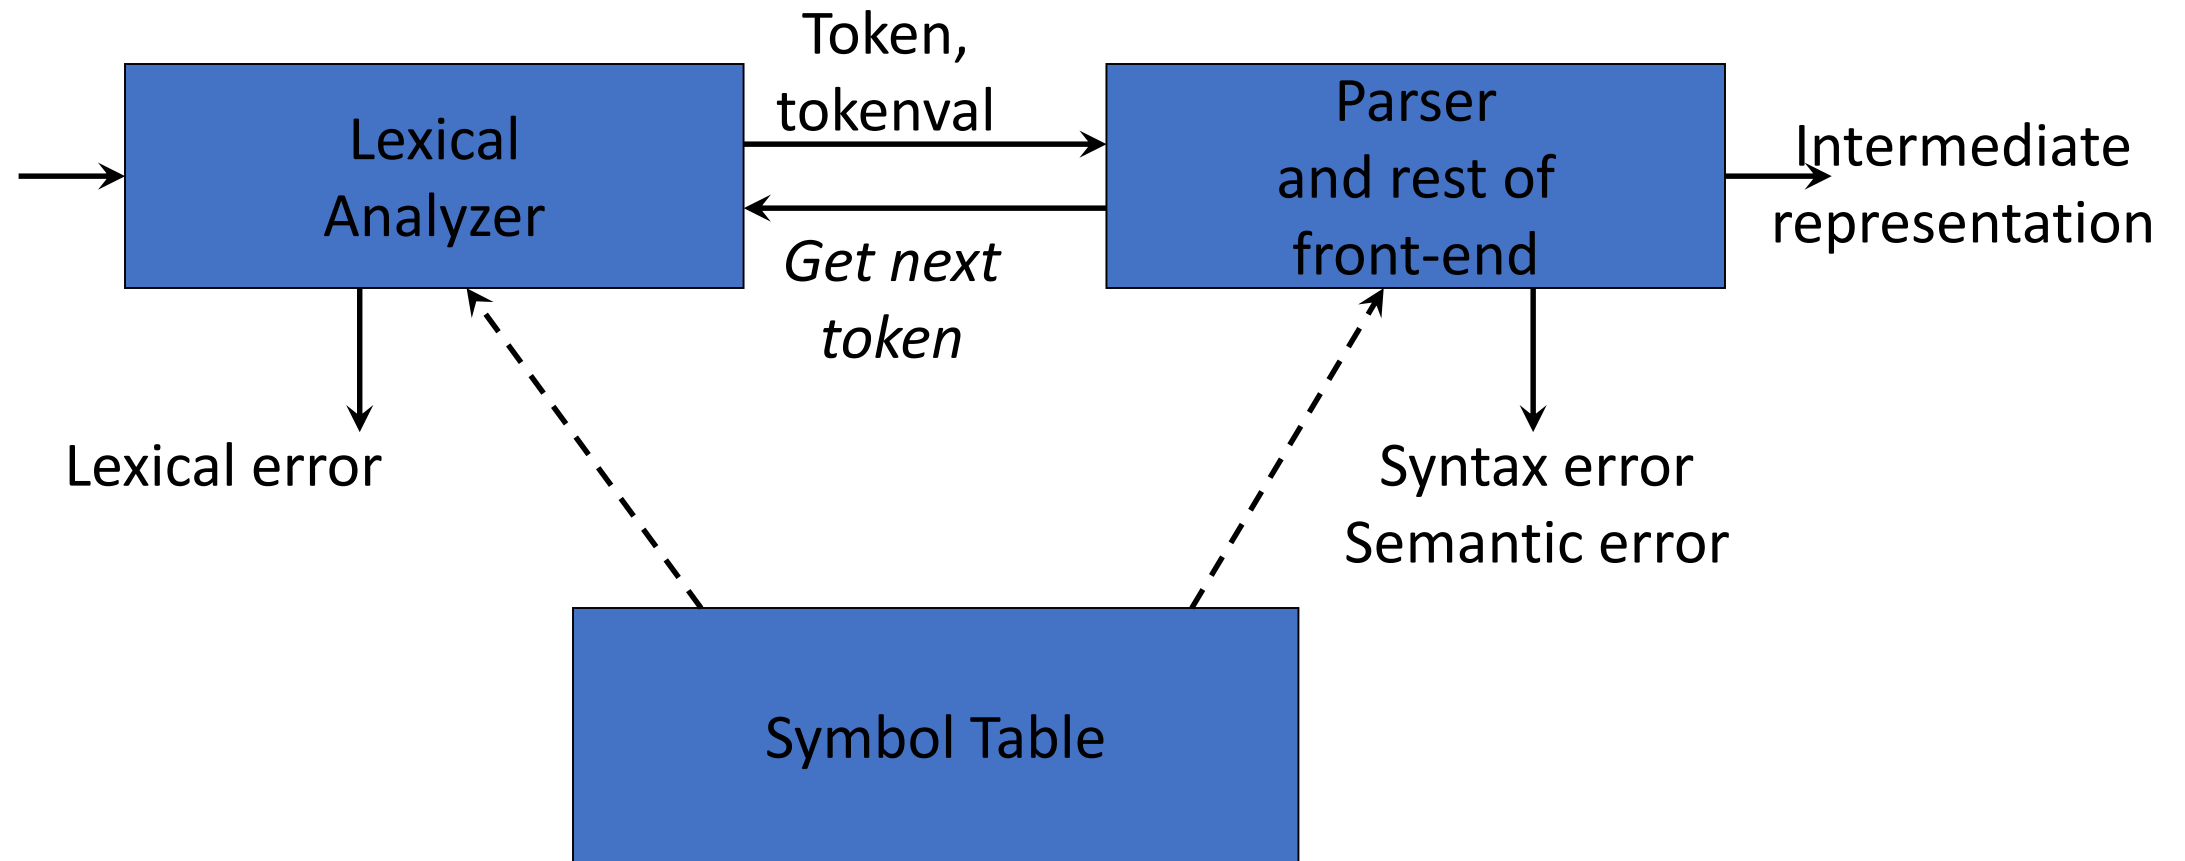 Token,
tokenval
Lexical
Analyzer
Parser
and rest of
front-end
Intermediate
representation
Get next
token
Lexical error
Syntax error
Semantic error
Symbol Table